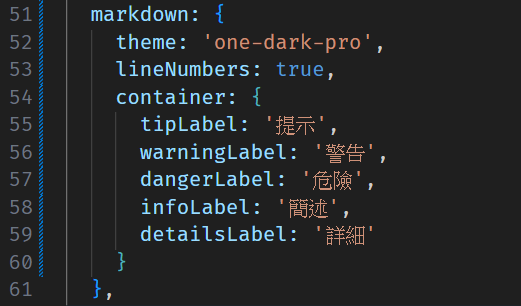 51 markdown: {
52 theme: 'one-dark-pro',
53 lineNumbers: true,
54 container: {
55 tipLabel: '提示',
56 warningLabel: '警告',
57 dangerLabel: '危險',
58 infoLabel: '簡述',
59 detailsLabel: '詳細'
60 }
61 },